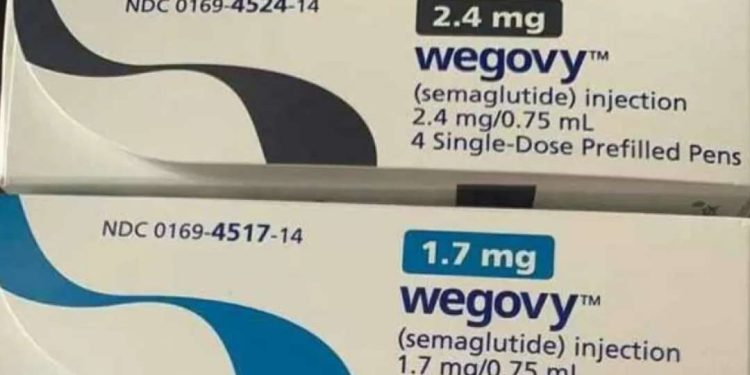 NDC 0169-4524-14
2.4 mg
wegovy™
(semaglutide) injection
2.4 mg/0.75 mL
4 Single-Dose Prefilled Pens
NDC 0169-4517-14
1.7 mg
wegovy™
(semaglutide) injection
1.7 mg/0.75 mL